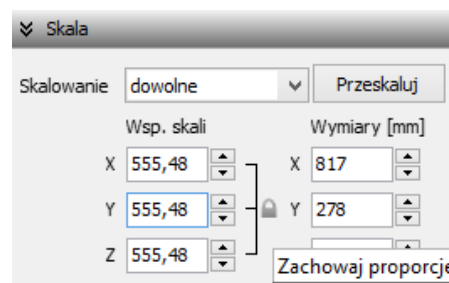 Skala
Skalowanie dowolne Przeskaluj
Wsp. skali Wymiary [mm]
X 555,48 X 817
Y 555,48 Y 278
Z 555,48
Zachowaj proporcje